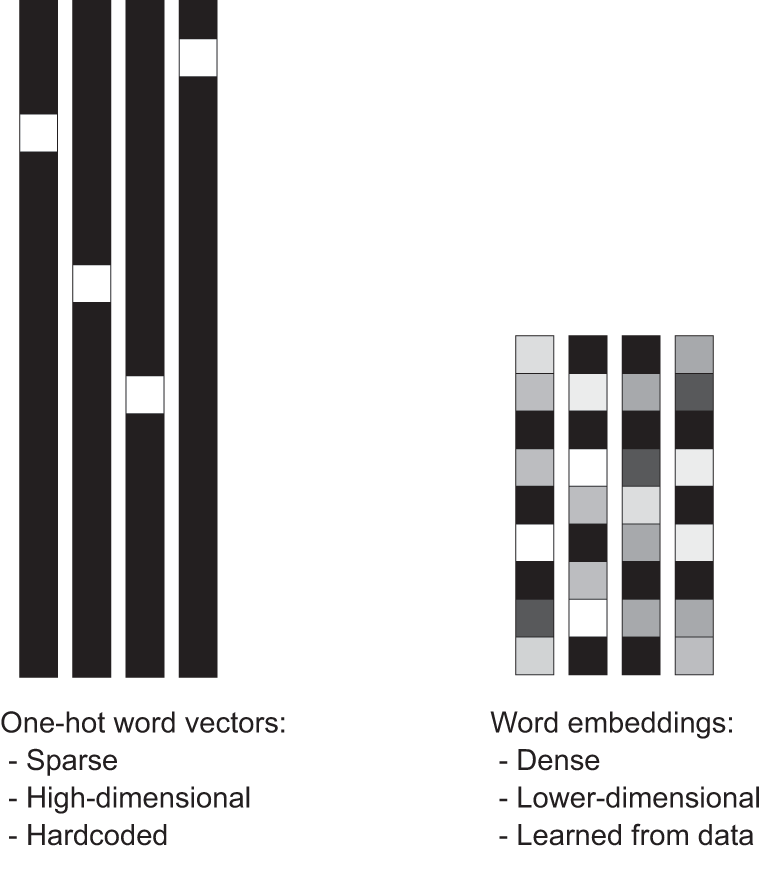 One-hot word vectors:
- Sparse
- High-dimensional
- Hardcoded
Word embeddings:
- Dense
- Lower-dimensional
- Learned from data